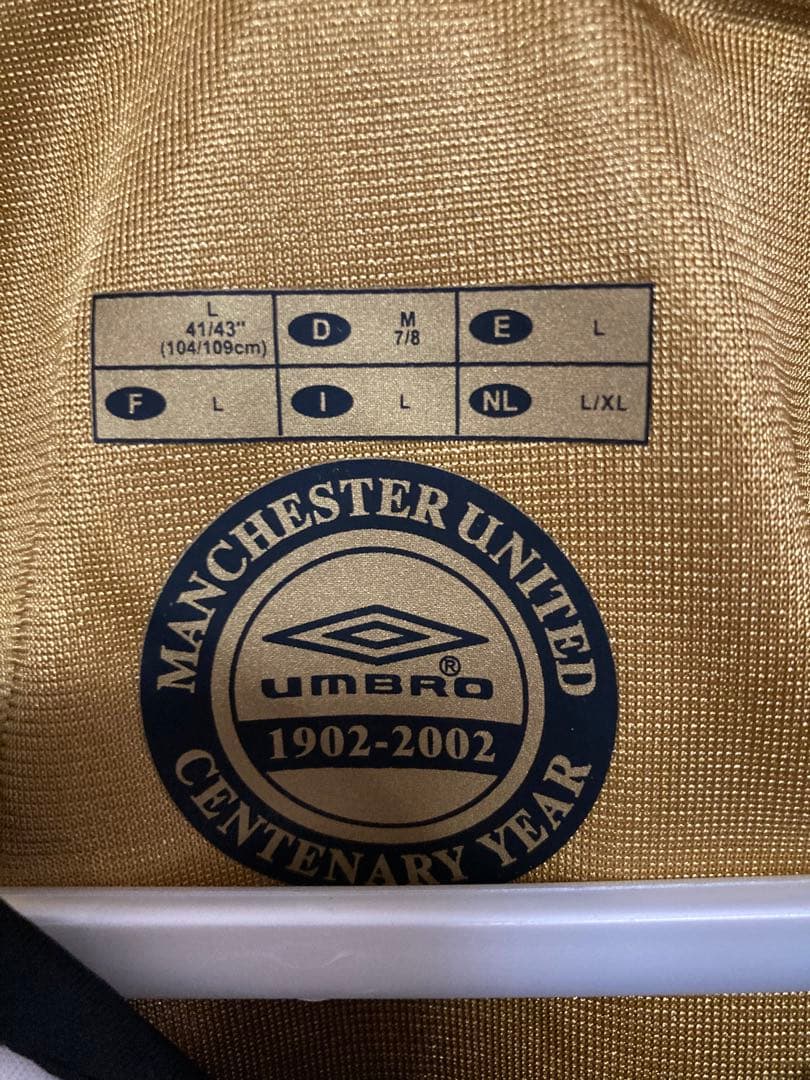 L
41/43"
(104/109cm)
D M
7/8
E L
F L
I L
NL L/XL
MANCHESTER UNITED
UMBRO®
1902-2002
CENTENARY YEAR